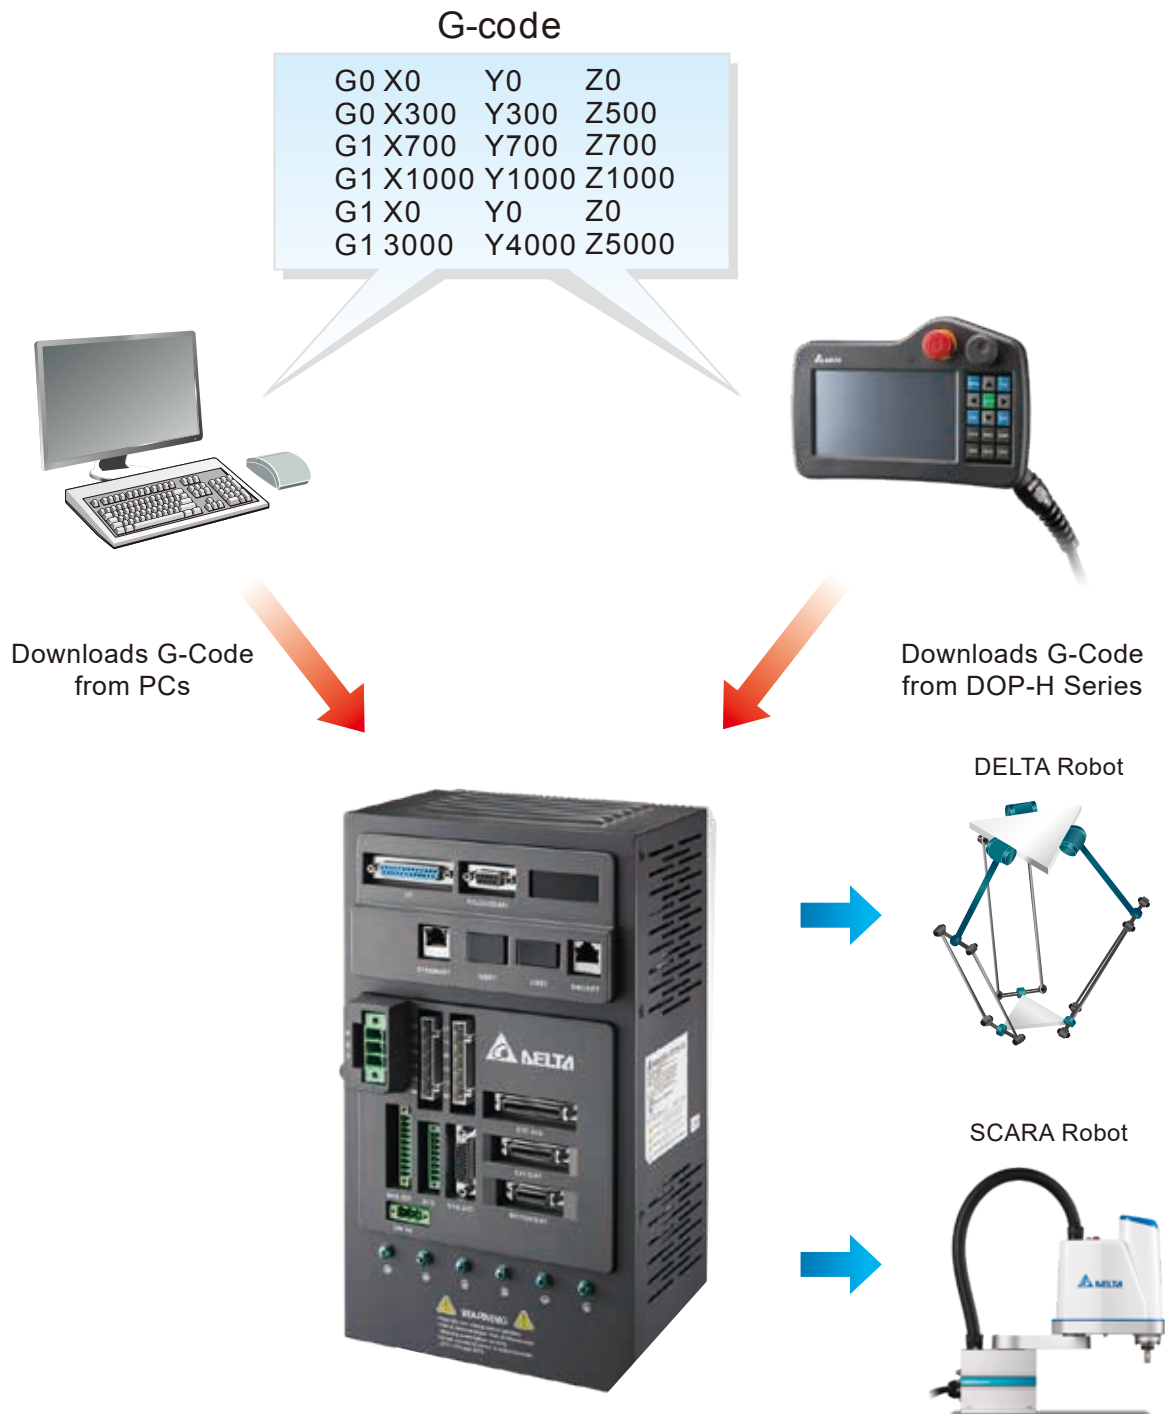 G-code
G0 X0 Y0 Z0
G0 X300 Y300 Z500
G1 X700 Y700 Z700
G1 X1000 Y1000 Z1000
G1 X0 Y0 Z0
G1 3000 Y4000 Z5000
Downloads G-Code
from PCs
Downloads G-Code
from DOP-H Series
DELTA Robot
DELTA
SCARA Robot
DELTA
WARNING